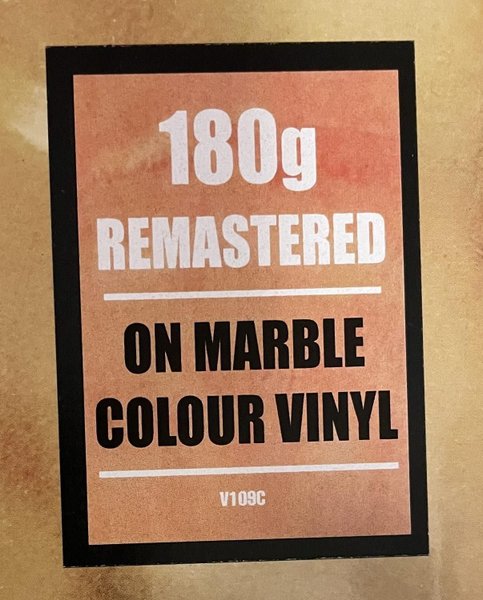 180g
REMASTERED
ON MARBLE
COLOUR VINYL
V109C